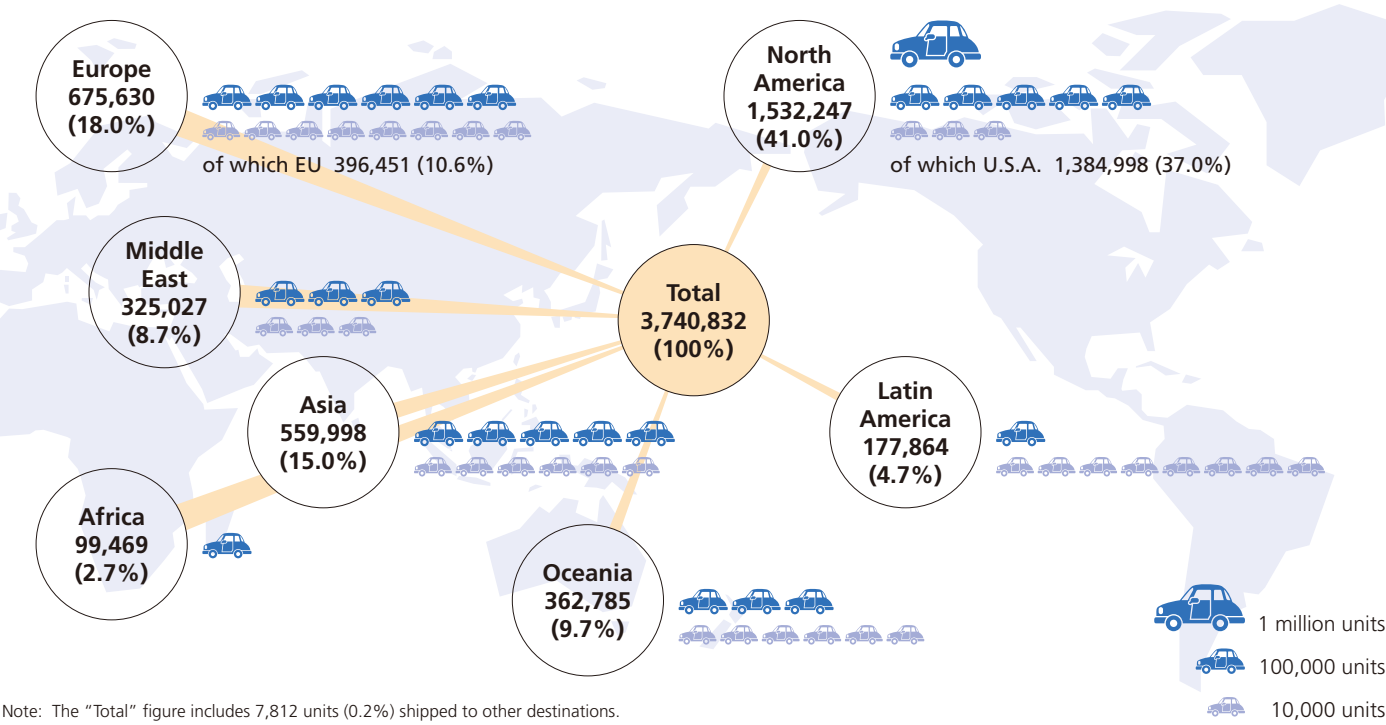 Europe
675,630
(18.0%)
of which EU 396,451 (10.6%)
North
America
1,532,247
(41.0%)
of which U.S.A. 1,384,998 (37.0%)
Middle
East
325,027
(8.7%)
Total
3,740,832
(100%)
Asia
559,998
(15.0%)
Latin
America
177,864
(4.7%)
Africa
99,469
(2.7%)
Oceania
362,785
(9.7%)
1 million units
100,000 units
10,000 units
Note: The “Total” figure includes 7,812 units (0.2%) shipped to other destinations.